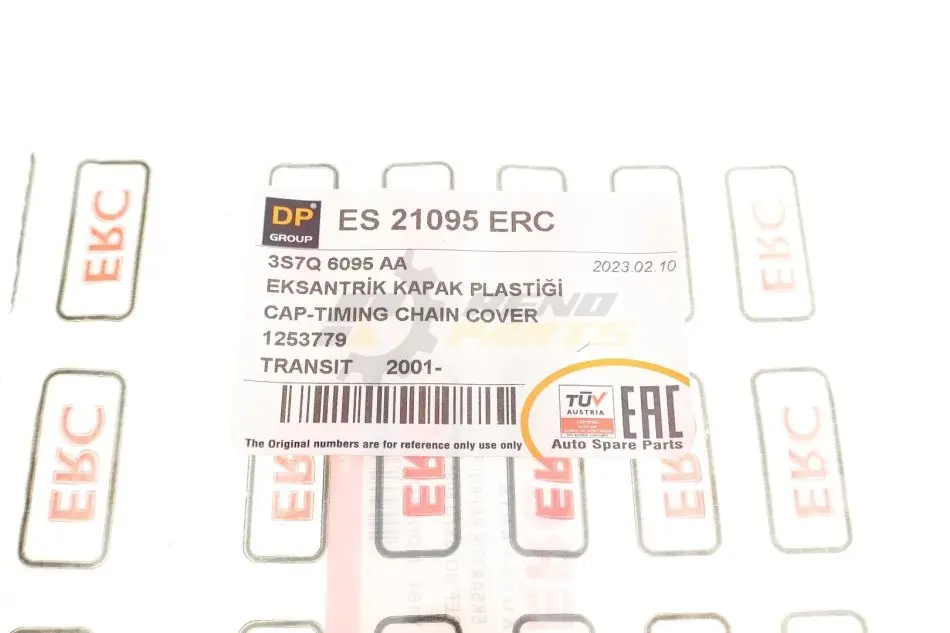 DP®
GROUP
ES 21095 ERC
3S7Q 6095 AA
2023.02.10
EKSANTRİK KAPAK PLASTİĞİ
CAP-TIMING CHAIN COVER
1253779
TRANSIT 2001-
The Original numbers are for reference only use only
TÜV
AUSTRIA
EAC
Auto Spare Parts
RENO
PARTS
ERC
ERC
ERC
ERC
ERC
ERC
ERC